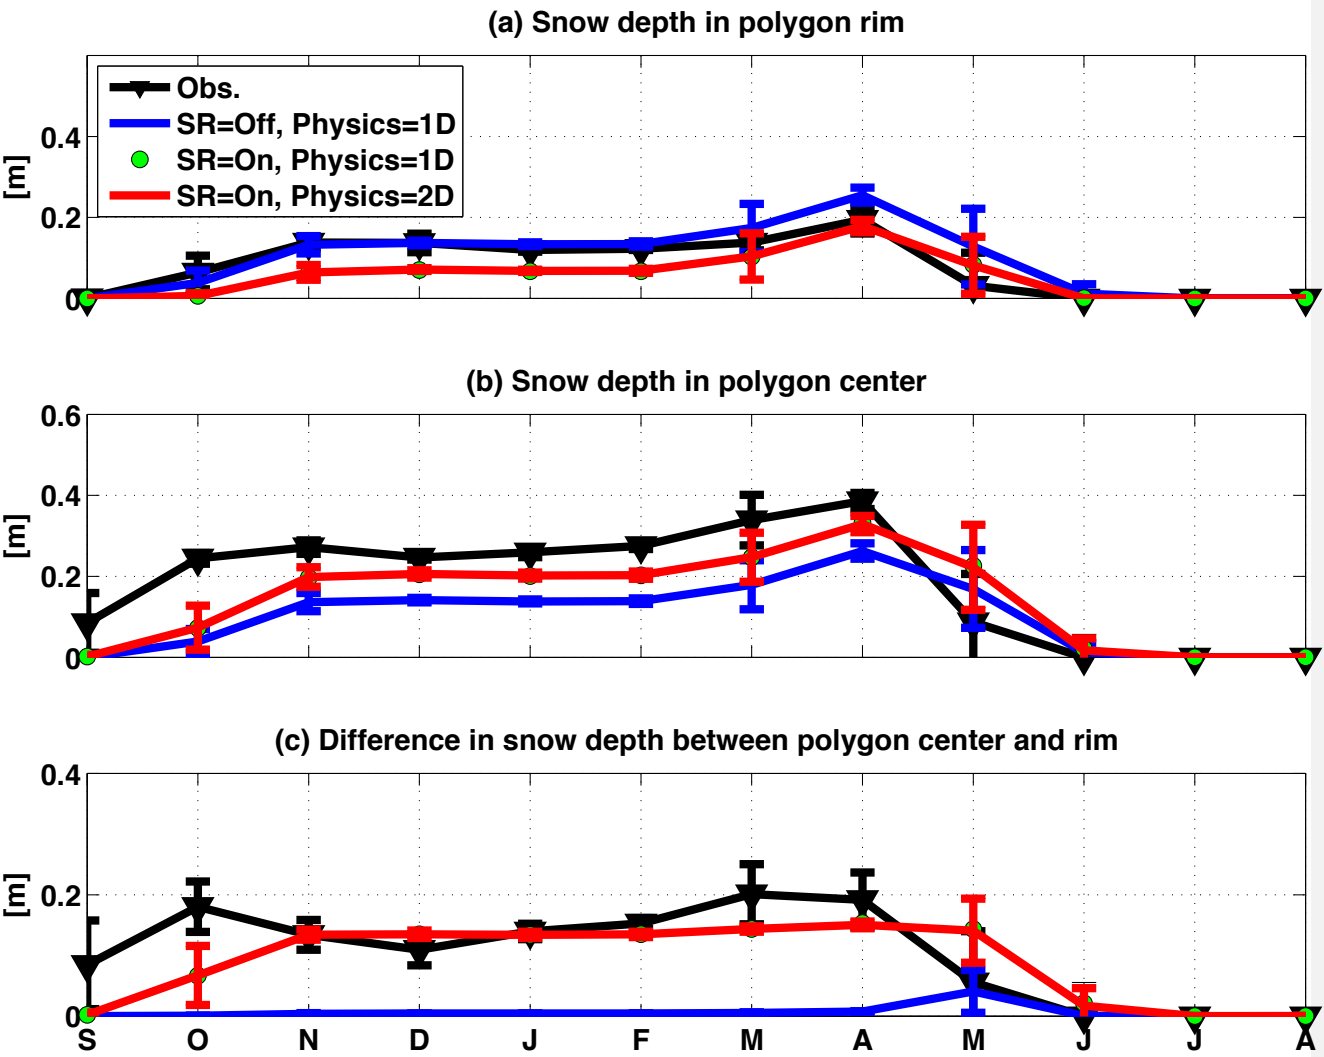 (a) Snow depth in polygon rim
Obs.
SR=Off, Physics=1D
SR=On, Physics=1D
SR=On, Physics=2D
[m]
0.4
0.2
0
(b) Snow depth in polygon center
[m]
0.6
0.4
0.2
0
(c) Difference in snow depth between polygon center and rim
[m]
0.4
0.2
0
S O N D J F M A M J J A